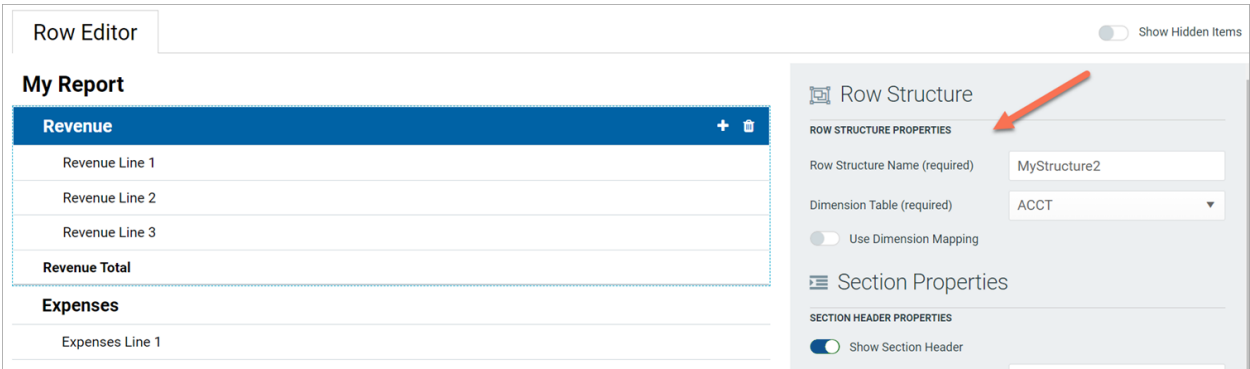 Row Editor
Show Hidden Items
My Report
Revenue
Revenue Line 1
Revenue Line 2
Revenue Line 3
Revenue Total
Expenses
Expenses Line 1
Row Structure
ROW STRUCTURE PROPERTIES
Row Structure Name (required)
MyStructure2
Dimension Table (required)
ACCT
Use Dimension Mapping
Section Properties
SECTION HEADER PROPERTIES
Show Section Header